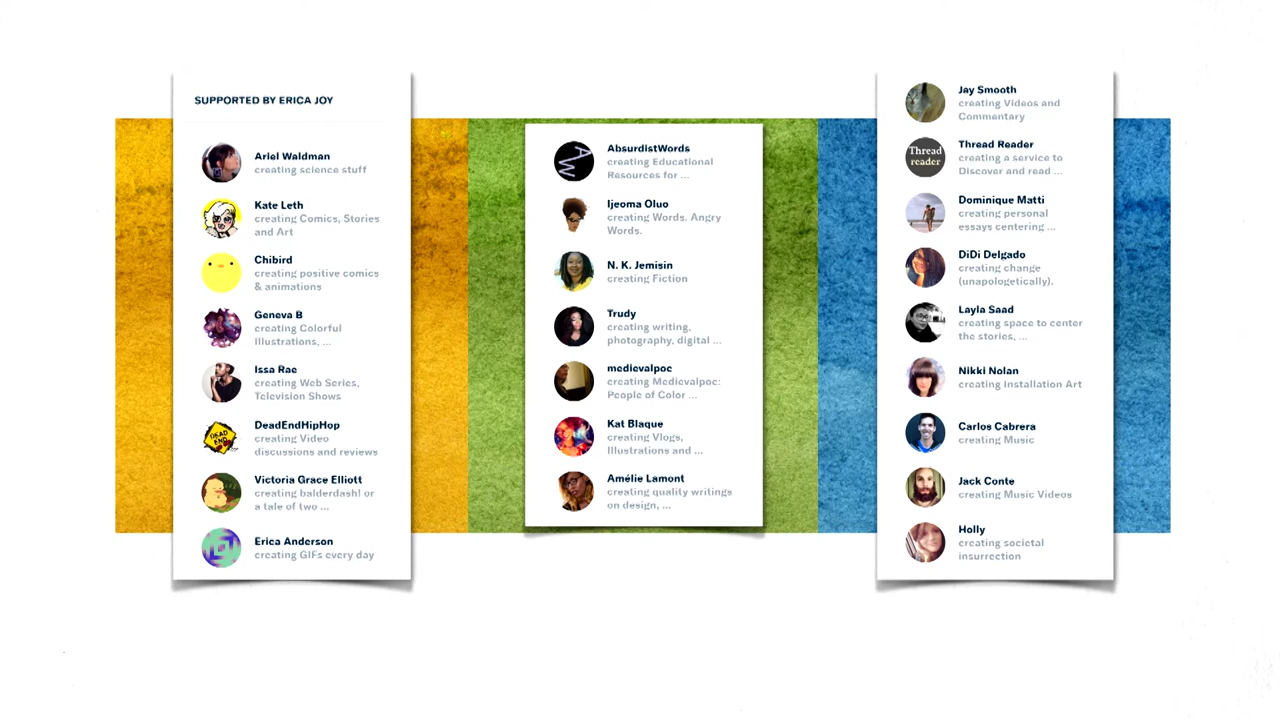 SUPPORTED BY ERICA JOY
Ariel Waldman
creating science stuff
Kate Leth
creating Comics, Stories
and Art
Chibird
creating positive comics
& animations
Geneva B
creating Colorful
Illustrations, ...
Issa Rae
creating Web Series,
Television Shows
DEAD
END
DeadEndHipHop
creating Video
discussions and reviews
Victoria Grace Elliott
creating balderdash! or
a tale of two ...
Erica Anderson
creating GIFs every day
AW
AbsurdistWords
creating Educational
Resources for ...
Ijeoma Oluo
creating Words. Angry
Words.
N. K. Jemisin
creating Fiction
Trudy
creating writing,
photography, digital ...
medievalpoc
creating Medievalpoc:
People of Color ...
Kat Blaque
creating Vlogs,
Illustrations and ...
Amélie Lamont
creating quality writings
on design, ...
Jay Smooth
creating Videos and
Commentary
Thread
reader
Thread Reader
creating a service to
Discover and read ...
Dominique Matti
creating personal
essays centering ...
DiDi Delgado
creating change
(unapologetically).
Layla Saad
creating space to center
the stories, ...
Nikki Nolan
creating Installation Art
Carlos Cabrera
creating Music
Jack Conte
creating Music Videos
Holly
creating societal
insurrection